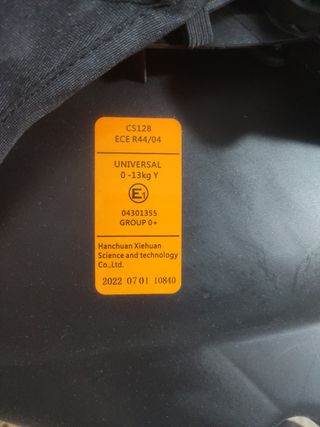 CS128
ECE R44/04
UNIVERSAL
0 -13kg Y
E1
04301355
GROUP 0+
Hanchuan Xiehuan
Science and technology
Co.,Ltd.
2022 07 01 10840